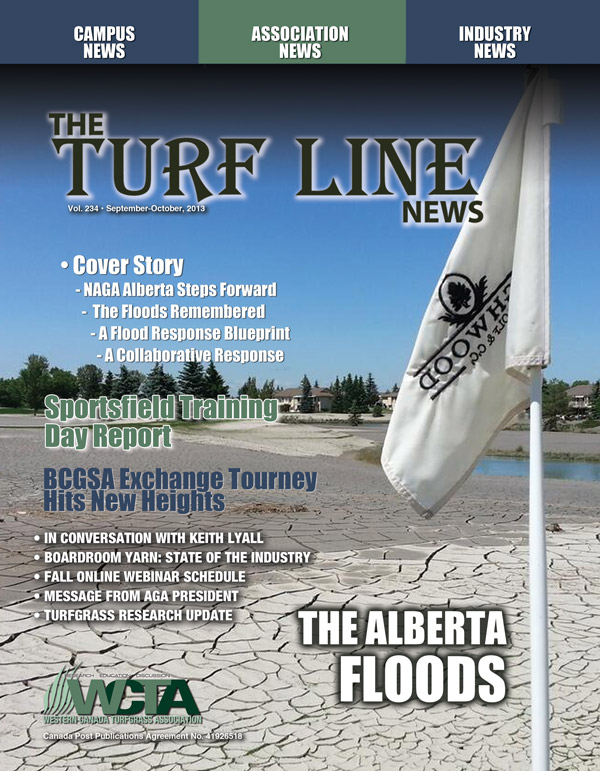 CAMPUS
NEWS
ASSOCIATION
NEWS
INDUSTRY
NEWS
THE
TURF LINE
NEWS
Vol. 234 • September-October, 2013
• Cover Story
- NAGA Alberta Steps Forward
- The Floods Remembered
- A Flood Response Blueprint
- A Collaborative Response
Sportsfield Training
Day Report
BCGSA Exchange Tourney
Hits New Heights
• IN CONVERSATION WITH KEITH LYALL
• BOARDROOM YARN: STATE OF THE INDUSTRY
• FALL ONLINE WEBINAR SCHEDULE
• MESSAGE FROM AGA PRESIDENT
• TURFGRASS RESEARCH UPDATE
THE ALBERTA
FLOODS
RESEARCH EDUCATION DISCUSSION
WCTA
WESTERN CANADA TURFGRASS ASSOCIATION
Canada Post Publications Agreement No. 41926518